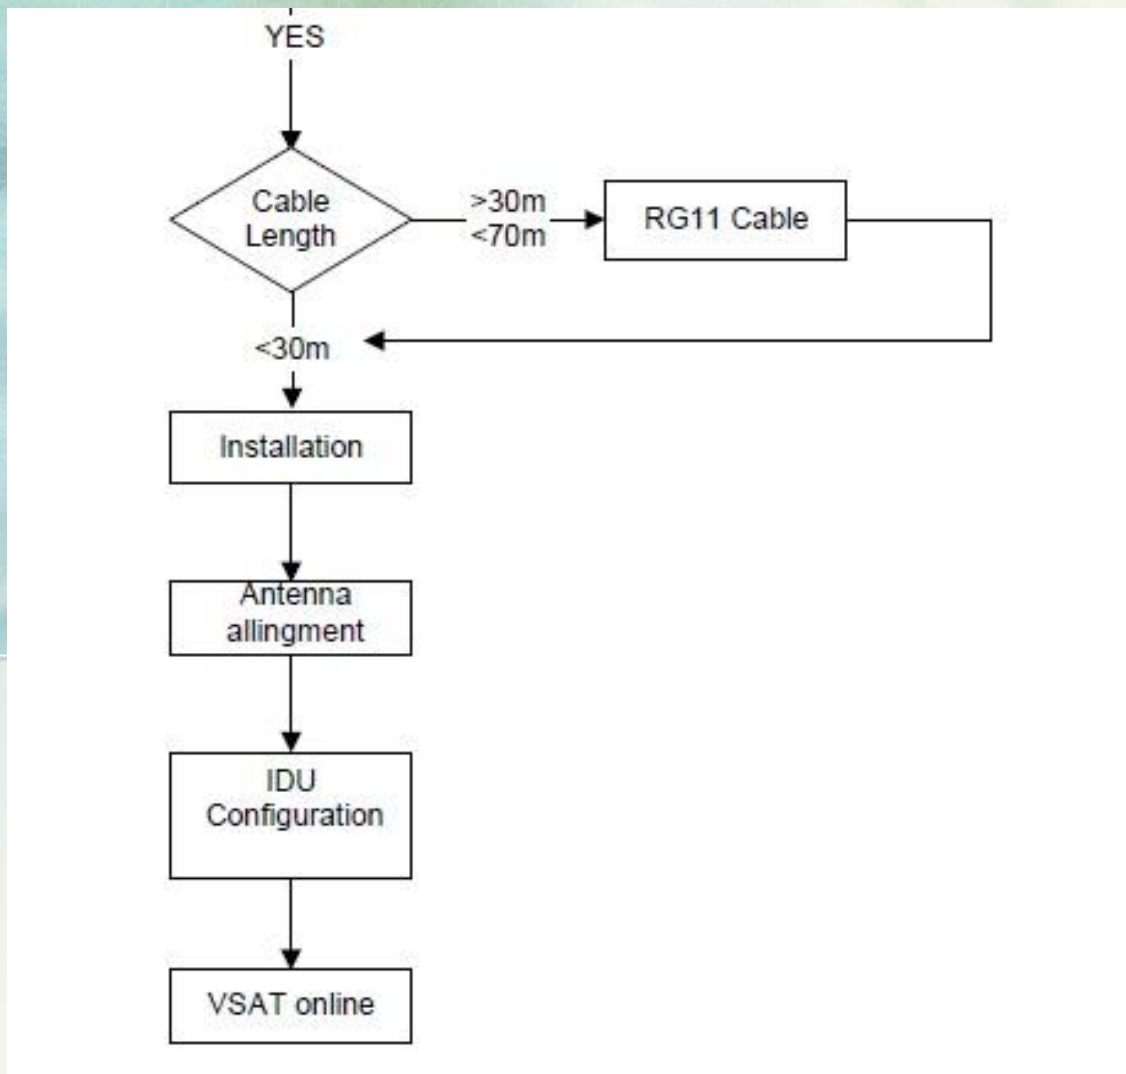 YES
Cable
Length
>30m
<70m
RG11 Cable
<30m
Installation
Antenna
allingment
IDU
Configuration
VSAT online